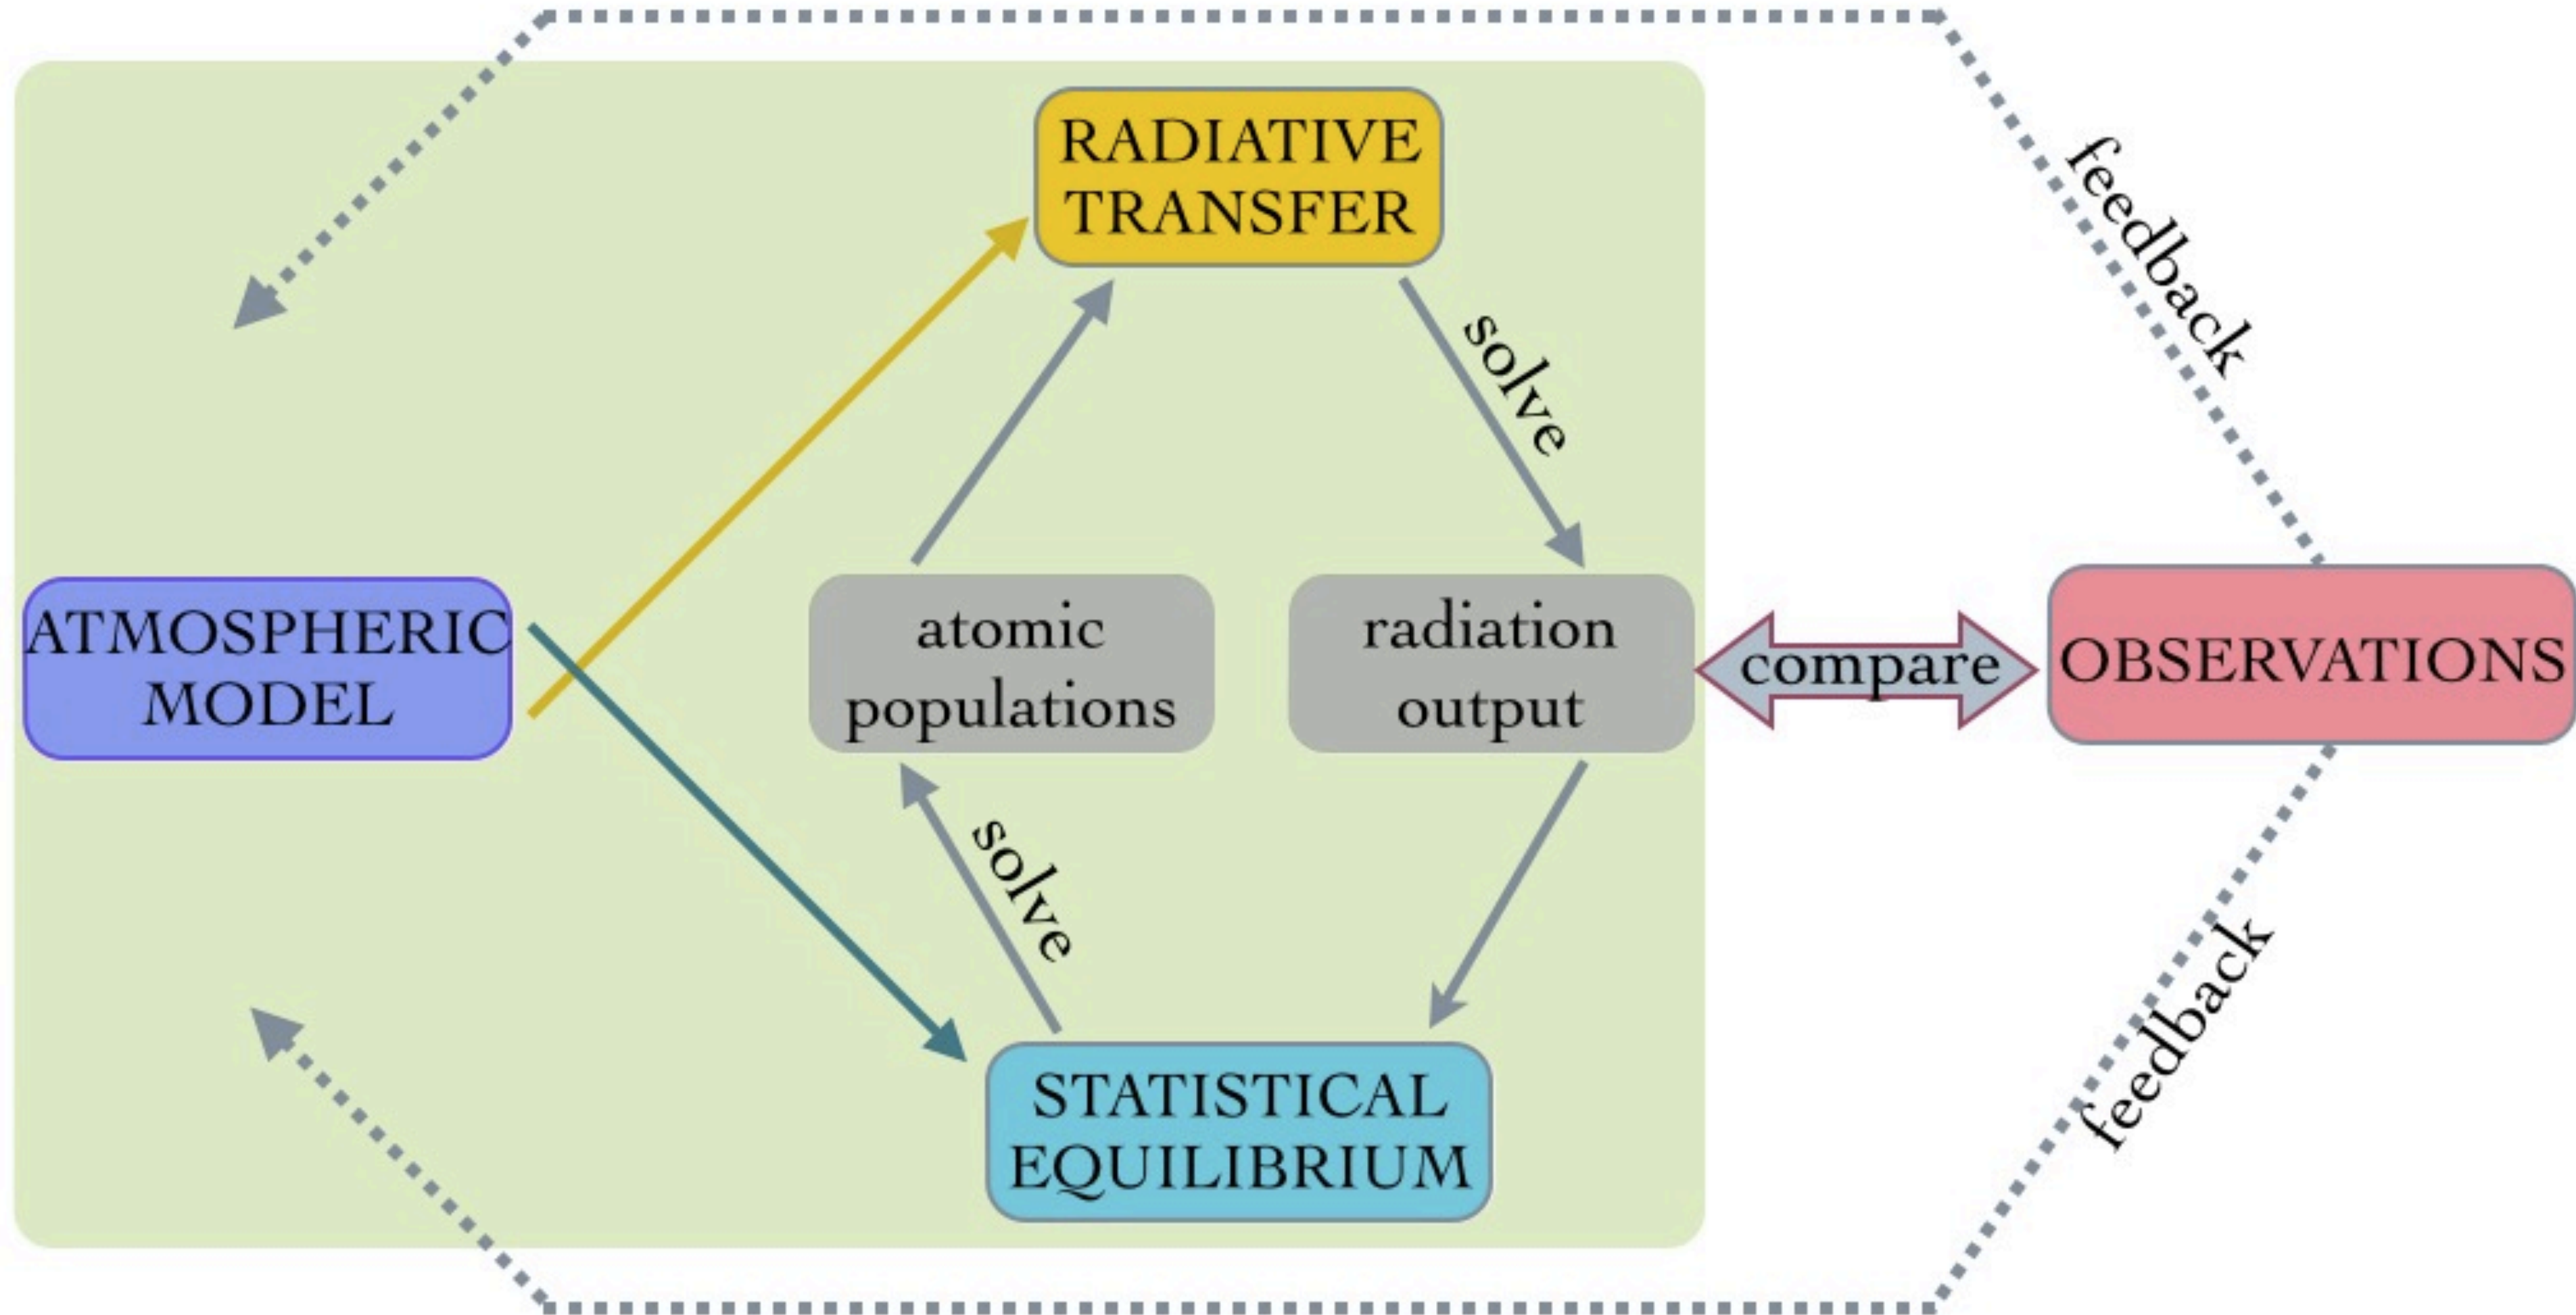 RADIATIVE
TRANSFER
feedback
solve
ATMOSPHERIC
MODEL
atomic
populations
radiation
output
compare
OBSERVATIONS
solve
feedback
STATISTICAL
EQUILIBRIUM